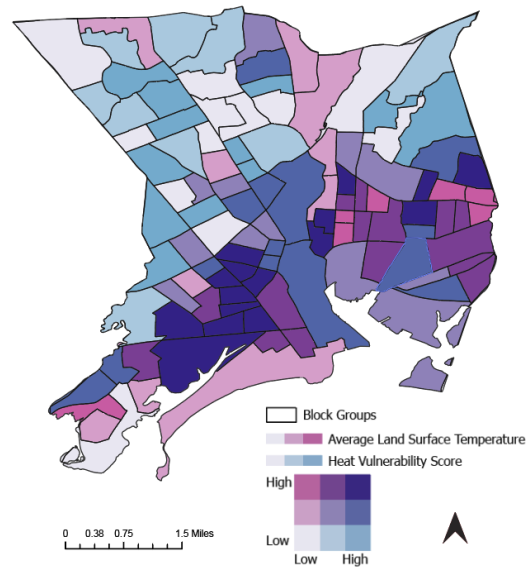 Block Groups
Average Land Surface Temperature
Heat Vulnerability Score
High
Low High
0 0.38 0.75 1.5 Miles